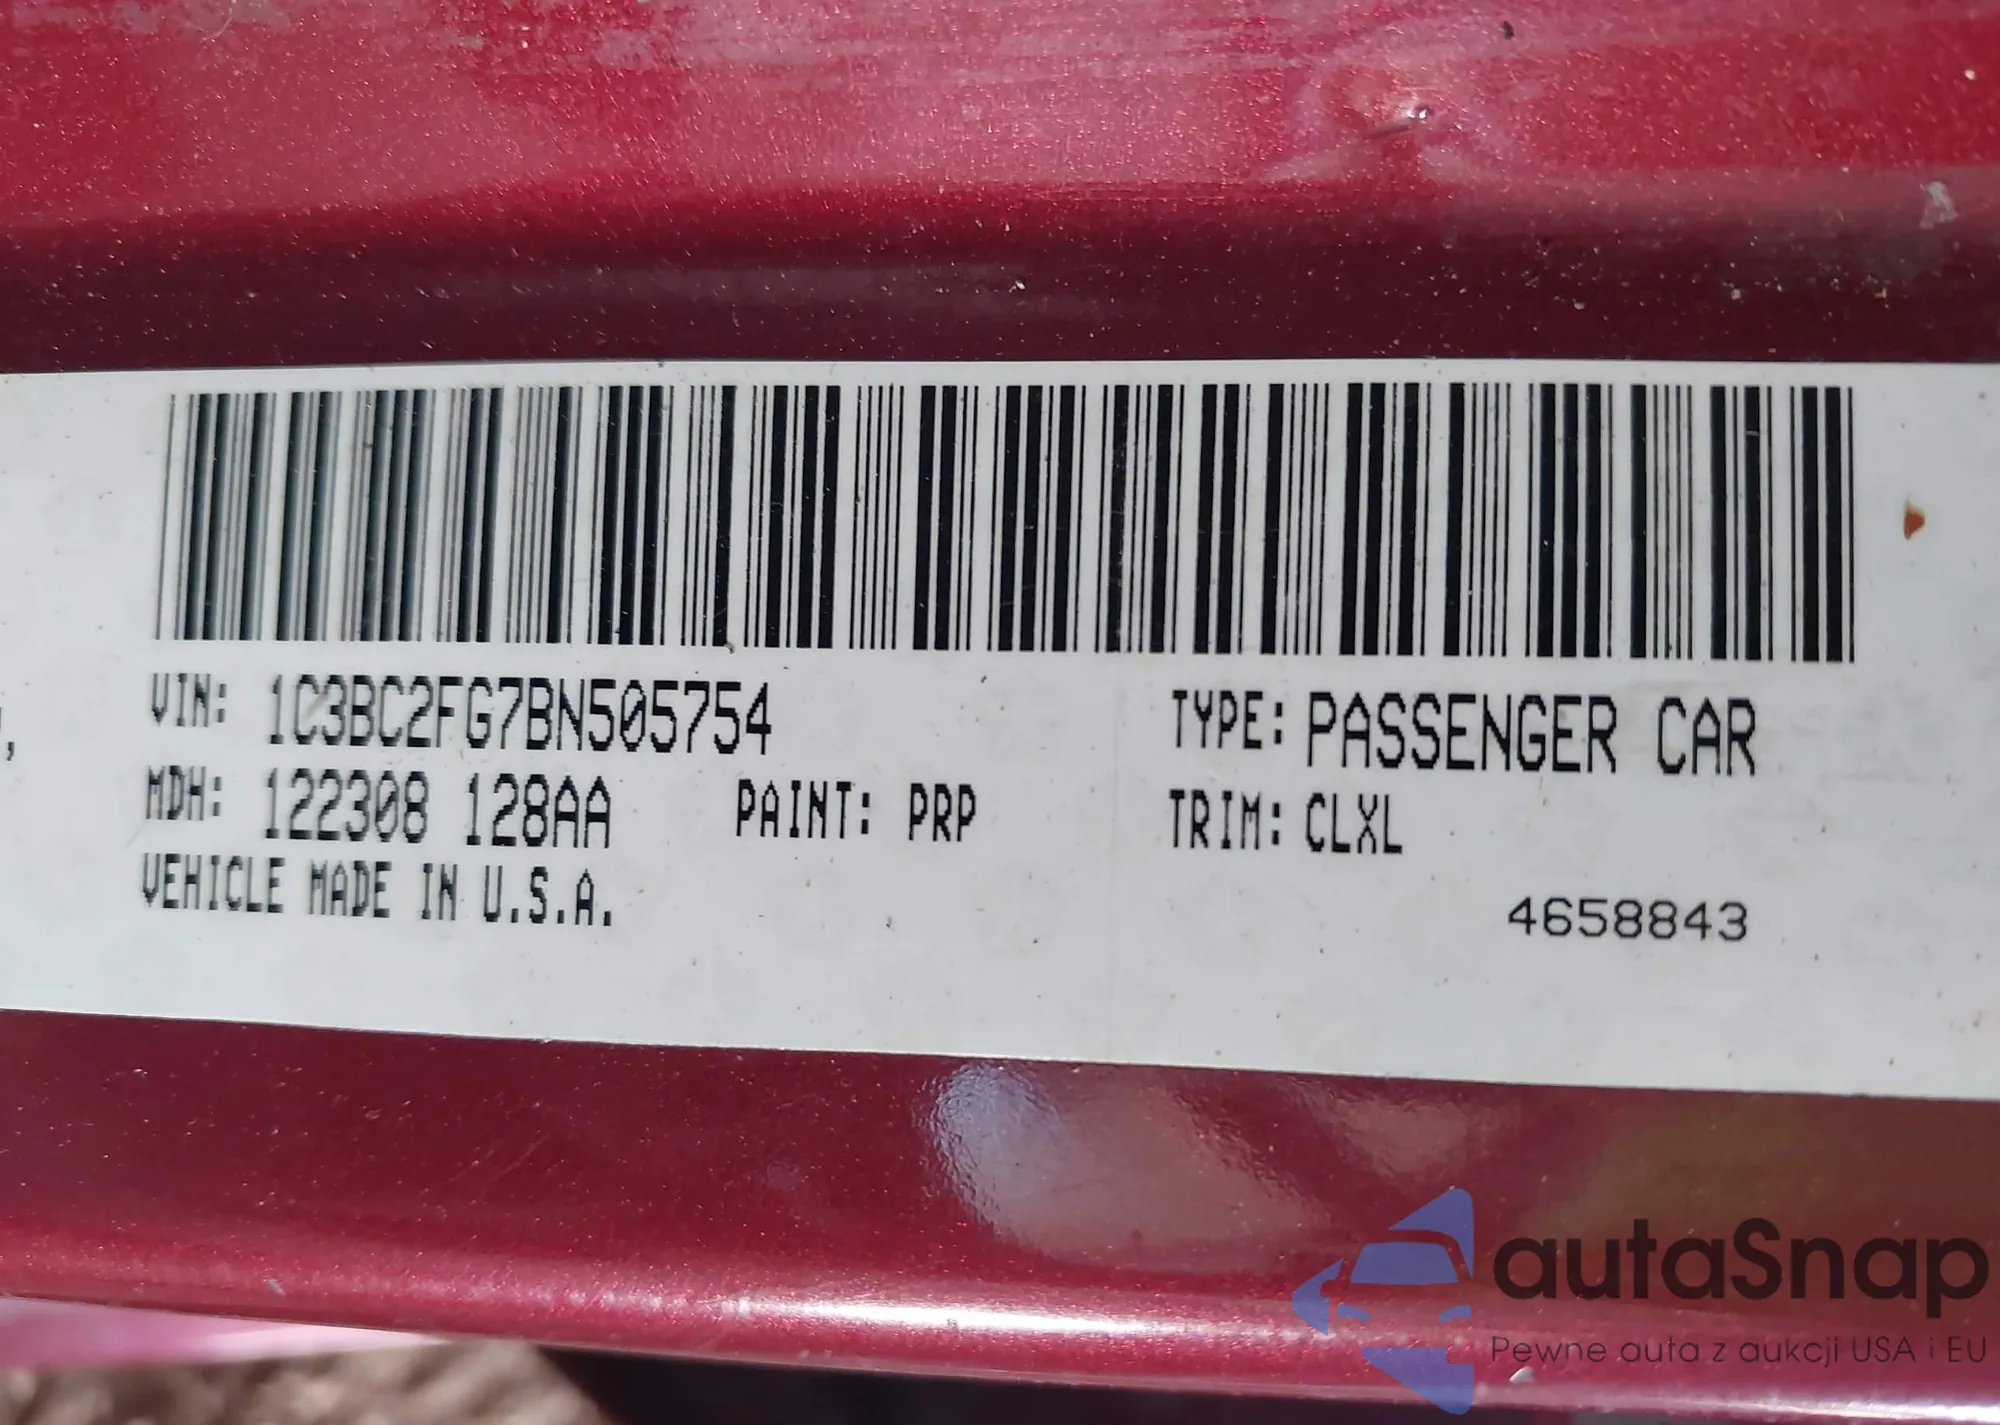 VIN: 1C3BC2FG7BN505754
TYPE: PASSENGER CAR
MDH: 122308 128AA
PAINT: PRP
TRIM: CLXL
VEHICLE MADE IN U.S.A.
4658843
autaSnap
Pewne auta z aukcji USA i EU